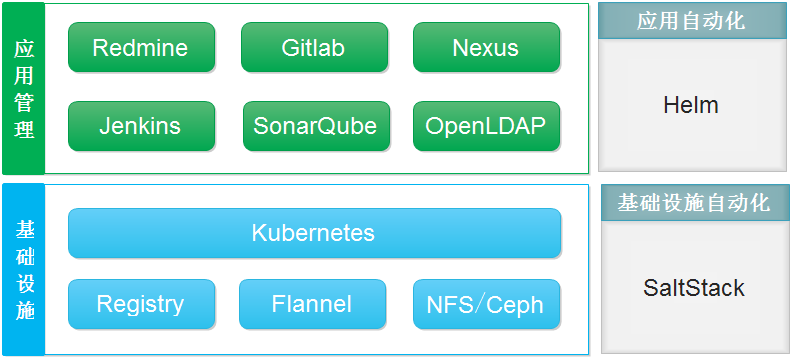 应用管理
Redmine
Gitlab
Nexus
Jenkins
SonarQube
OpenLDAP
应用自动化
Helm
基础设施
Kubernetes
Registry
Flannel
NFS/Ceph
基础设施自动化
SaltStack